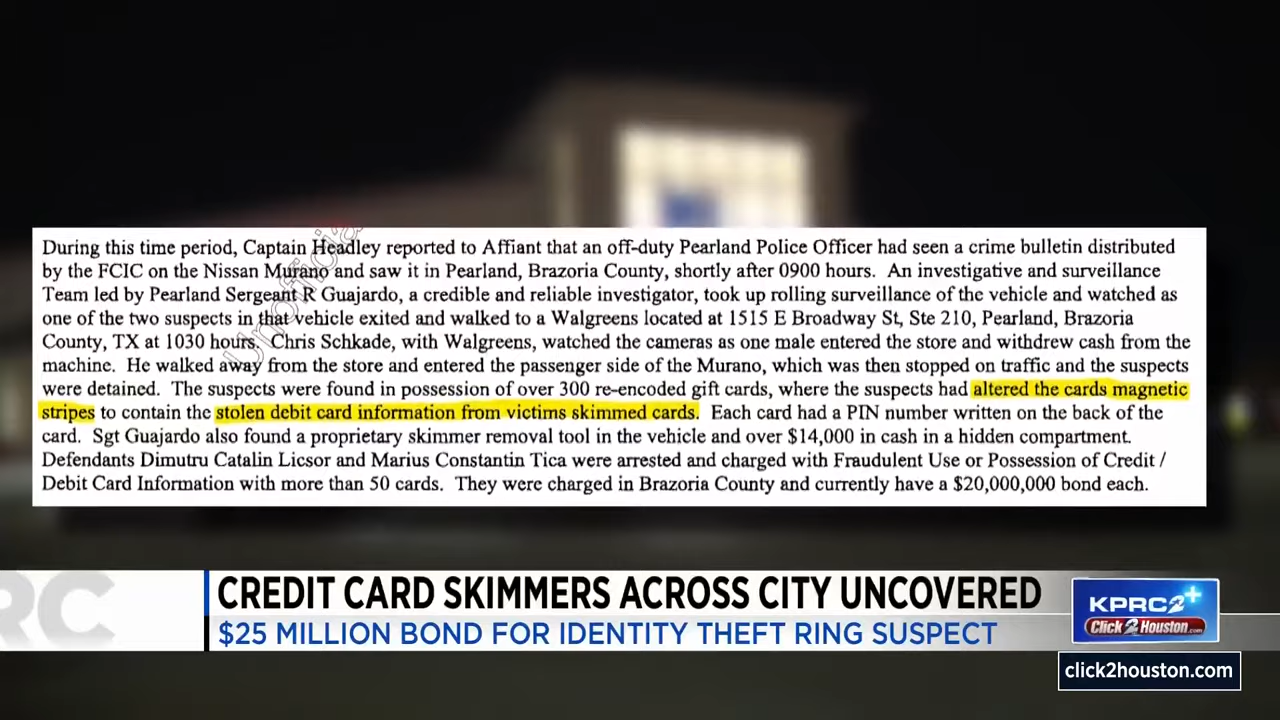 During this time period, Captain Headley reported to Affiant that an off-duty Pearland Police Officer had seen a crime bulletin distributed
by the FCIC on the Nissan Murano and saw it in Pearland, Brazoria County, shortly after 0900 hours. An investigative and surveillance
Team led by Pearland Sergeant R Guajardo, a credible and reliable investigator, took up rolling surveillance of the vehicle and watched as
one of the two suspects in that vehicle exited and walked to a Walgreens located at 1515 E Broadway St, Ste 210, Pearland, Brazoria
County, TX at 1030 hours. Chris Schkade, with Walgreens, watched the cameras as one male entered the store and withdrew cash from the
machine. He walked away from the store and entered the passenger side of the Murano, which was then stopped on traffic and the suspects
were detained. The suspects were found in possession of over 300 re-encoded gift cards, where the suspects had altered the cards magnetic
stripes to contain the stolen debit card information from victims skimmed cards. Each card had a PIN number written on the back of the
card. Sgt Guajardo also found a proprietary skimmer removal tool in the vehicle and over $14,000 in cash in a hidden compartment.
Defendants Dimutru Catalin Licsor and Marius Constantin Tica were arrested and charged with Fraudulent Use or Possession of Credit /
Debit Card Information with more than 50 cards. They were charged in Brazoria County and currently have a $20,000,000 bond each.
Unofficial
RC
CREDIT CARD SKIMMERS ACROSS CITY UNCOVERED
$25 MILLION BOND FOR IDENTITY THEFT RING SUSPECT
KPRC2+
Click2Houston.com
click2houston.com